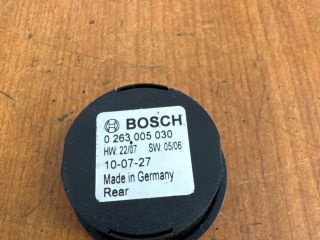 BOSCH
0 263 005 030
HW: 22/07 SW: 05/06
10-07-27
Made in Germany
Rear